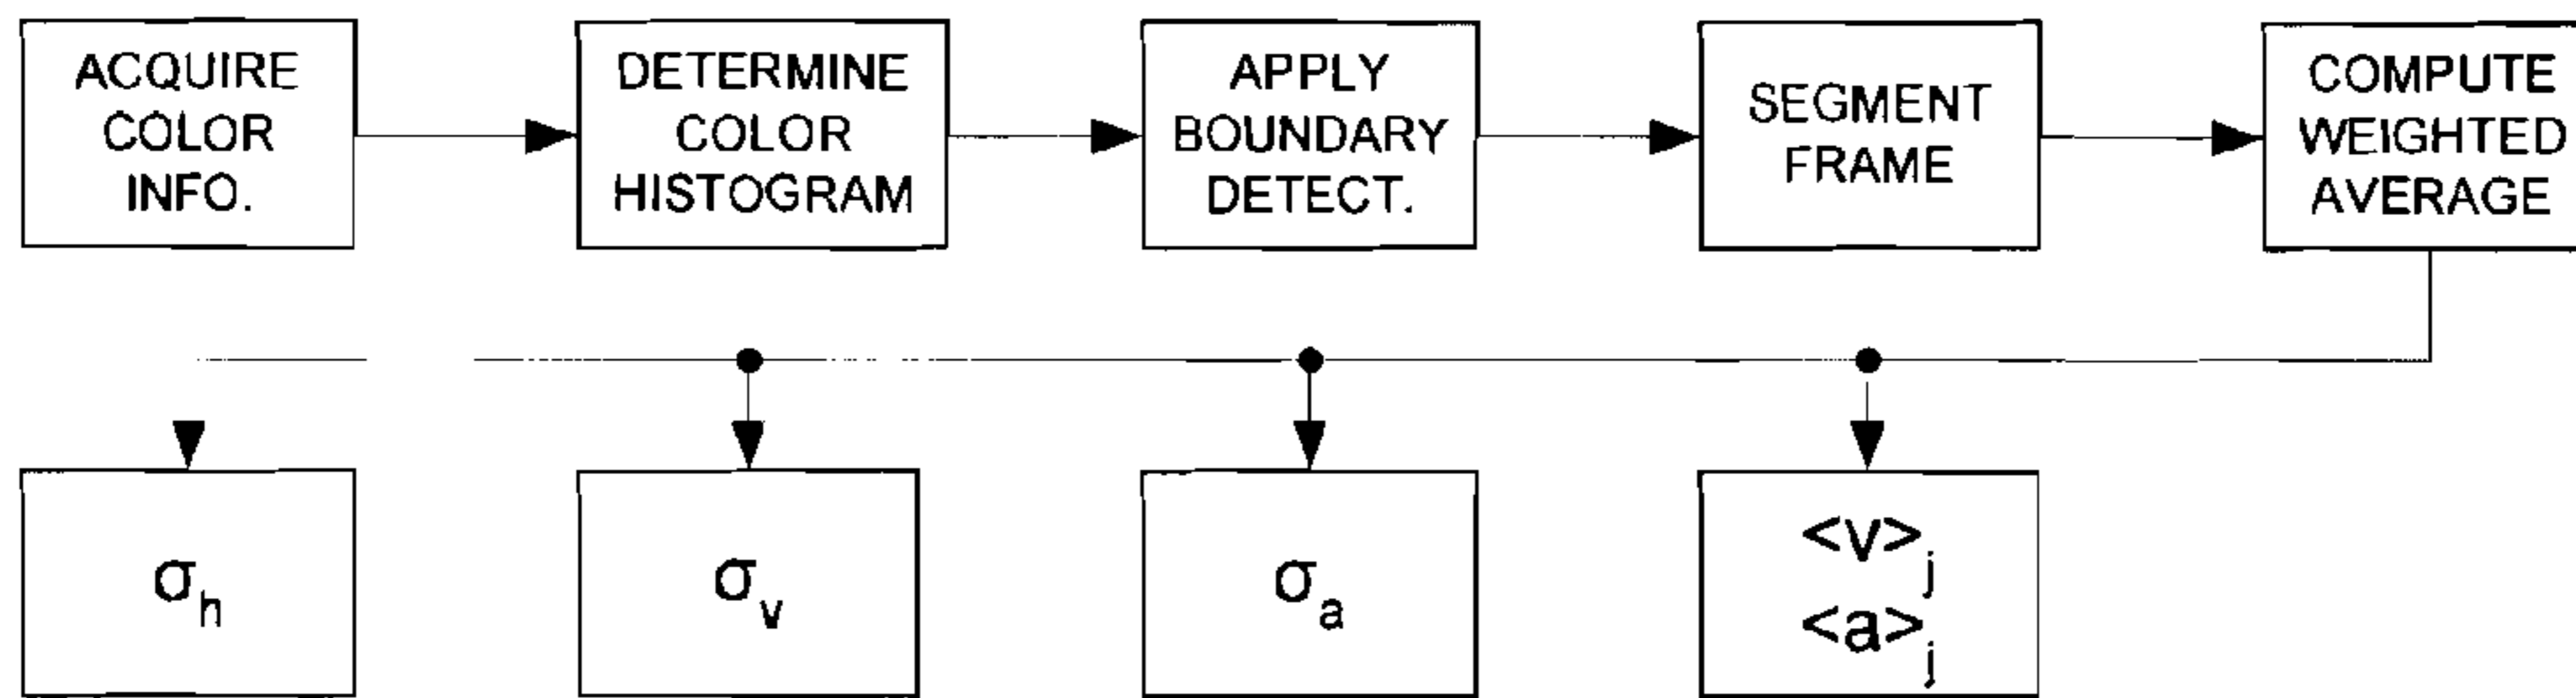 ACQUIRE
COLOR
INFO.
DETERMINE
COLOR
HISTOGRAM
APPLY
BOUNDARY
DETECT.
SEGMENT
FRAME
COMPUTE
WEIGHTED
AVERAGE
σh
σv
σa
<v>j
<a>j